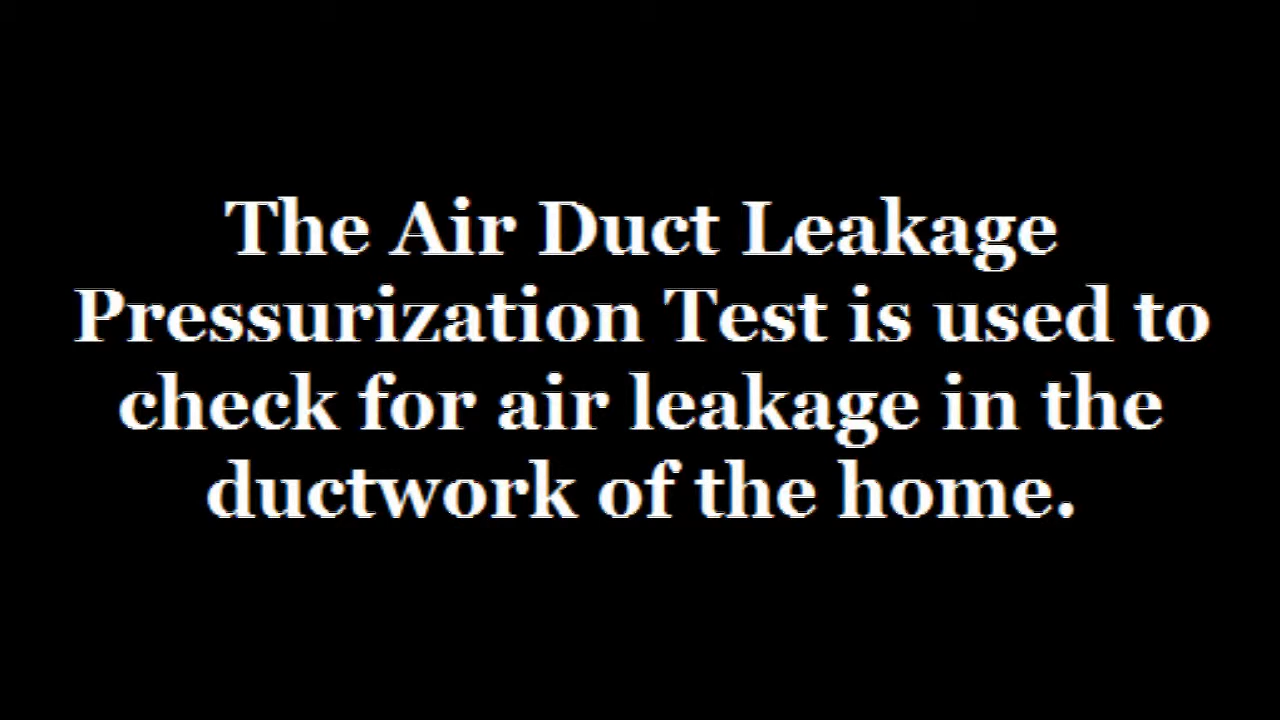 The Air Duct Leakage
Pressurization Test is used to
check for air leakage in the
ductwork of the home.